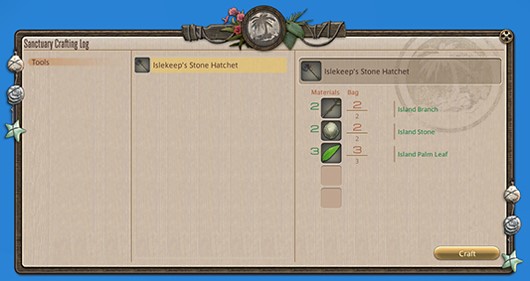 Sanctuary Crafting Log
Tools
Islekeep's Stone Hatchet
Islekeep's Stone Hatchet
Materials Bag
2 2 2 Island Branch
2 2 2 Island Stone
3 3 3 Island Palm Leaf
Craft